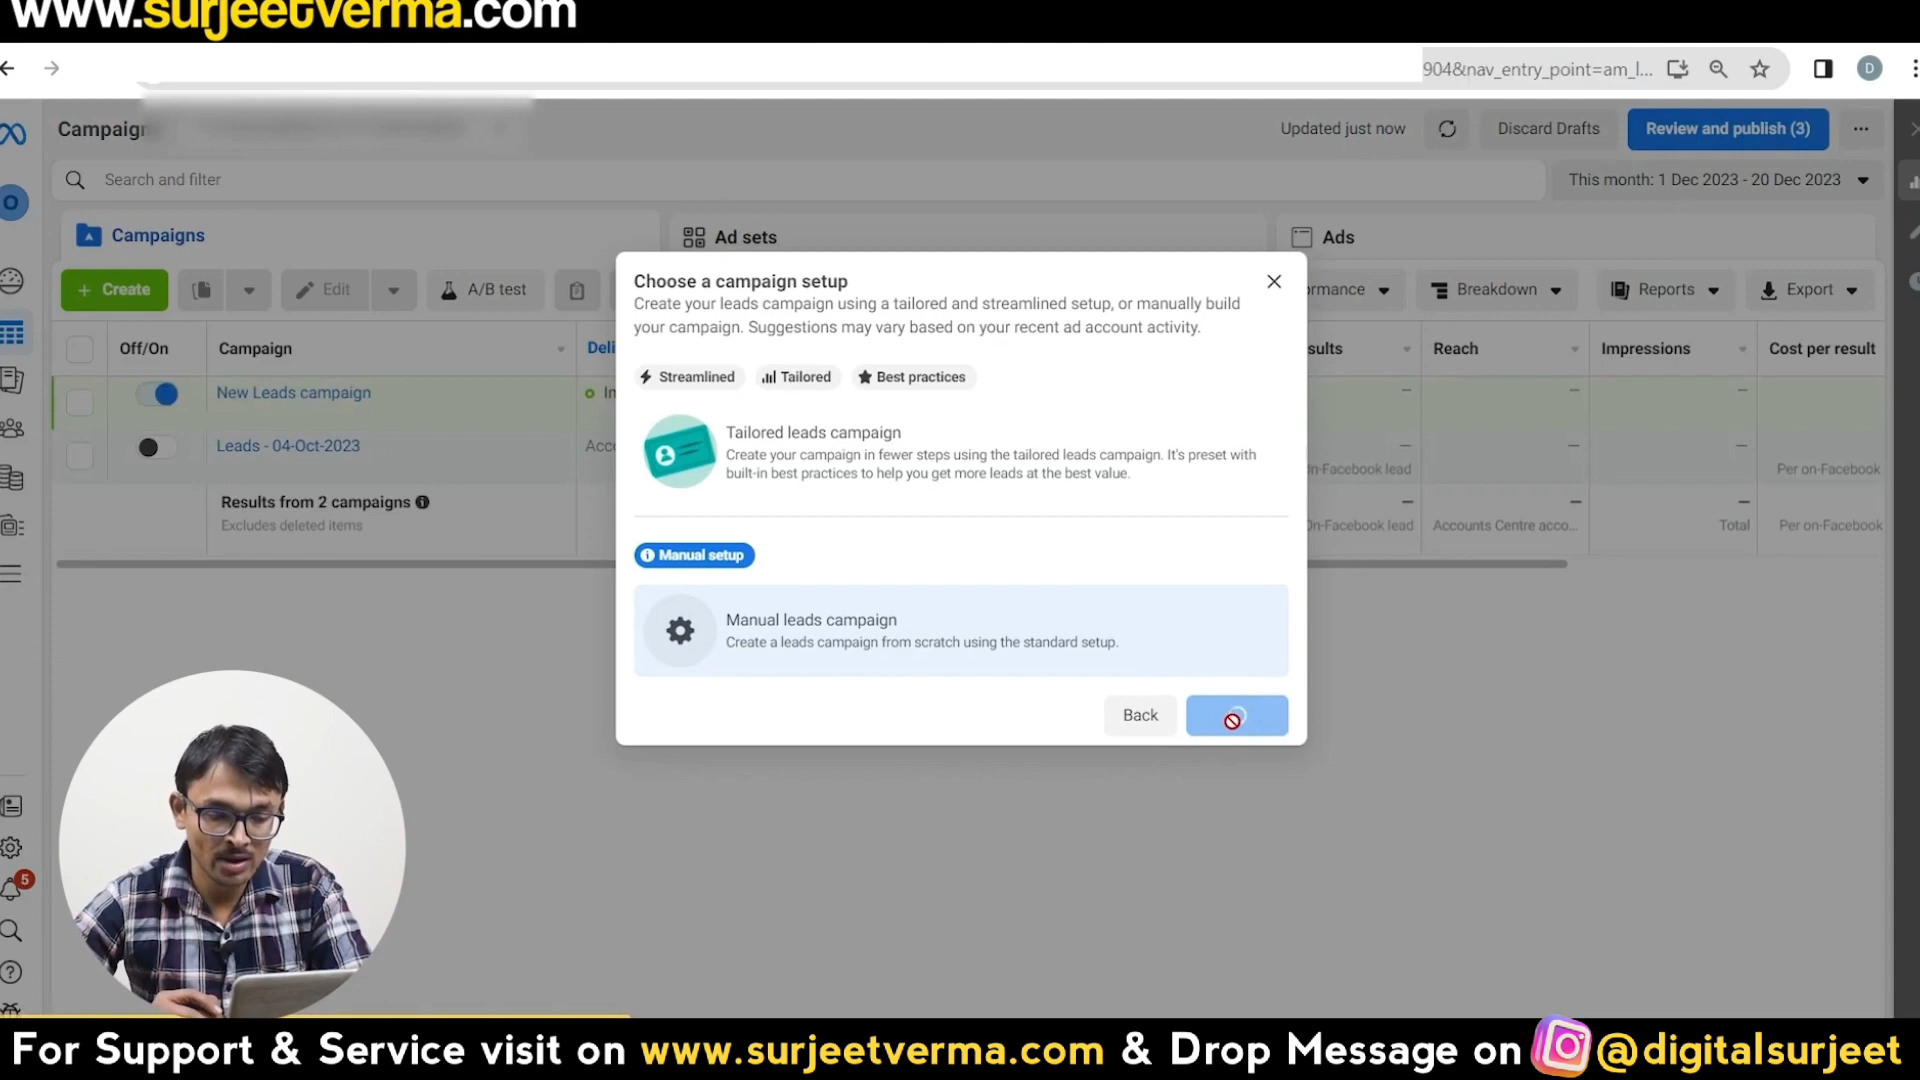 www.surjeetverma.com
904&nav_entry_point=am_l...
D
Campaign
Updated just now
Discard Drafts
Review and publish (3)
Search and filter
This month: 1 Dec 2023 - 20 Dec 2023
O
Campaigns
Ad sets
Ads
+ Create
Edit
A/B test
rmance
Breakdown
Reports
Export
Off/On
Campaign
Deli
sults
Reach
Impressions
Cost per result
New Leads campaign
In
Leads - 04-Oct-2023
Acc
n-Facebook lead
Per on-Facebook
Results from 2 campaigns
Excludes deleted items
On-Facebook lead
Accounts Centre acco...
Total
Per on-Facebook
Choose a campaign setup
Create your leads campaign using a tailored and streamlined setup, or manually build
your campaign. Suggestions may vary based on your recent ad account activity.
Streamlined
Tailored
Best practices
Tailored leads campaign
Create your campaign in fewer steps using the tailored leads campaign. It's preset with
built-in best practices to help you get more leads at the best value.
Manual setup
Manual leads campaign
Create a leads campaign from scratch using the standard setup.
Back
5
For Support & Service visit on www.surjeetverma.com & Drop Message on @digitalsurjeet